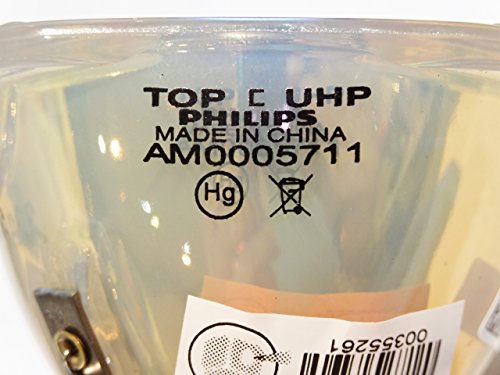 TOP [ UHP
PHILIPS
MADE IN CHINA
AM0005711
Hg
00355261